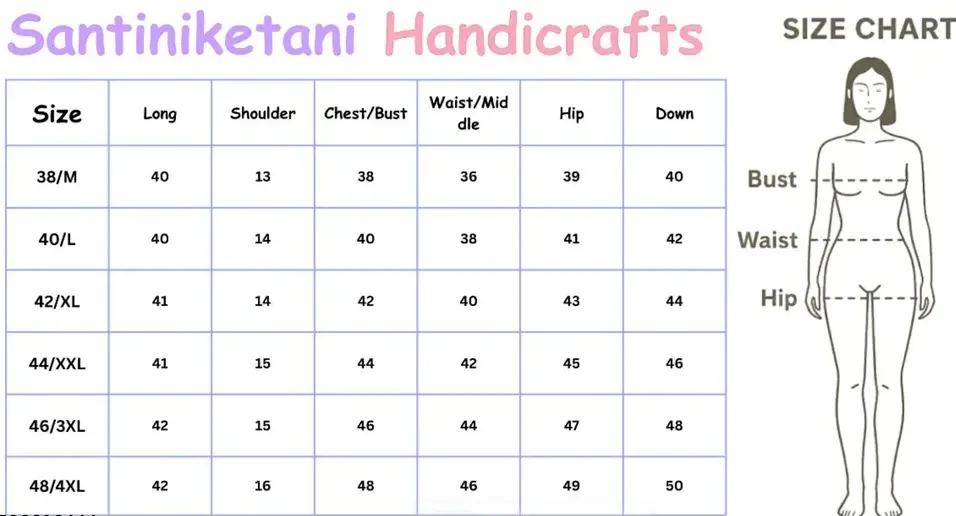 Santiniketani Handicrafts
SIZE CHART
Size Long Shoulder Chest/Bust Waist/Mid
dle Hip Down
38/M 40 13 38 36 39 40
40/L 40 14 40 38 41 42
42/XL 41 14 42 40 43 44
44/XXL 41 15 44 42 45 46
46/3XL 42 15 46 44 47 48
48/4XL 42 16 48 46 49 50
Bust
Waist
Hip